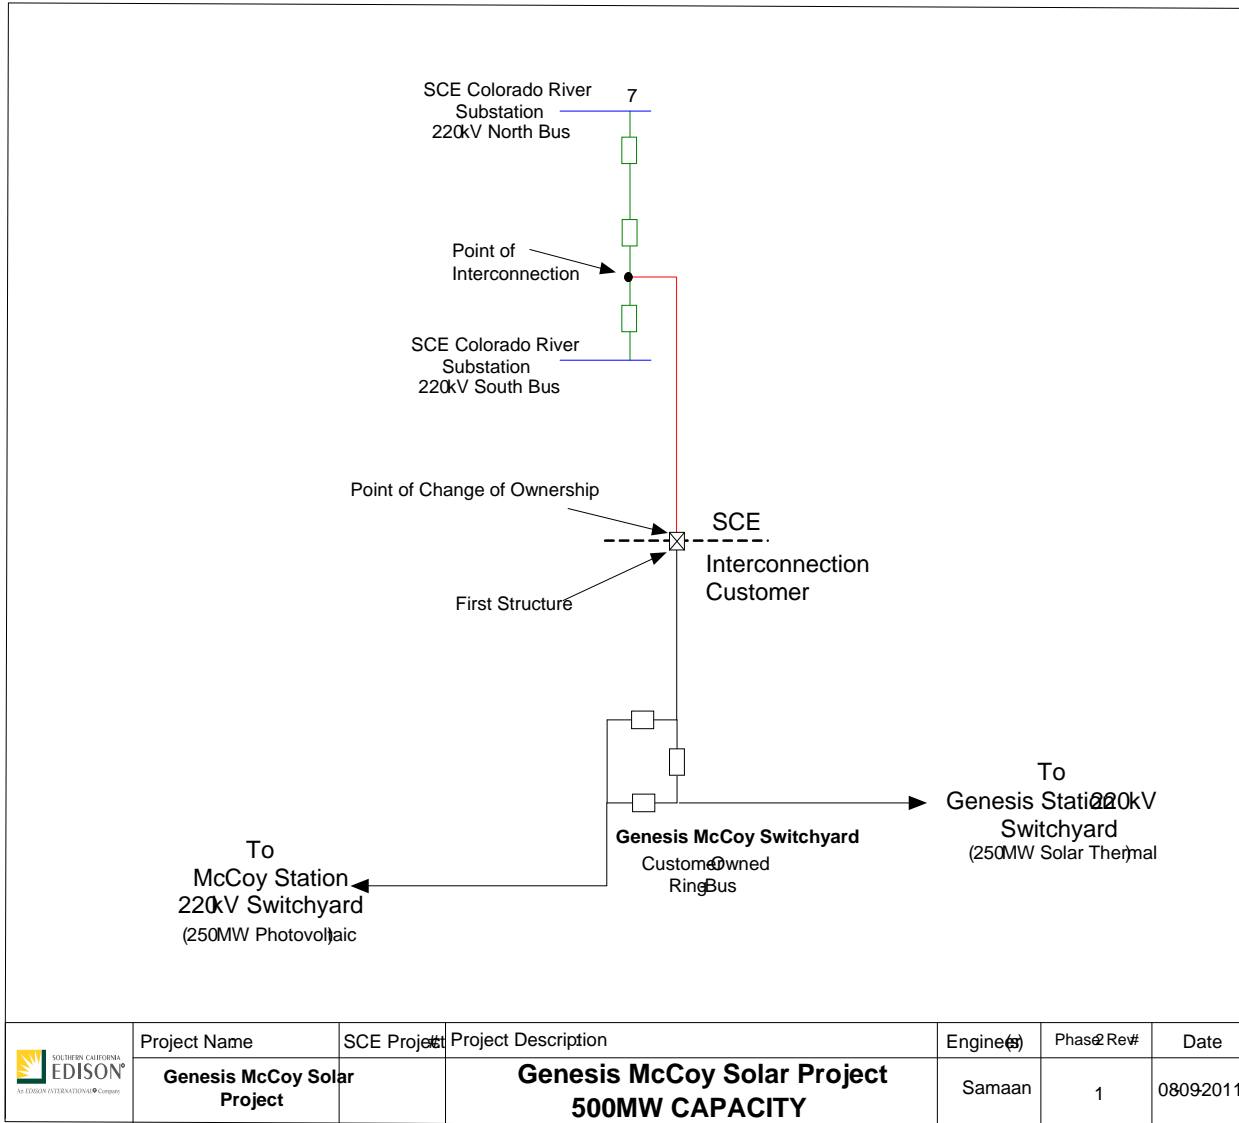 SCE Colorado River
Substation
220kV North Bus
7
Point of
Interconnection
SCE Colorado River
Substation
220kV South Bus
Point of Change of Ownership
SCE
Interconnection
Customer
First Structure
To
Genesis Station 220kV
Switchyard
(250MW Solar Thermal)
Genesis McCoy Switchyard
Customer Owned
Ring Bus
To
McCoy Station
220kV Switchyard
(250MW Photovoltaic)
SOUTHERN CALIFORNIA
EDISON®
An EDISON INTERNATIONAL® Company
Project Name
SCE Project #:
Project Description:
Engineer(s)
Phase 2 Rev#
Date
Genesis McCoy Solar
Project
Genesis McCoy Solar Project
500MW CAPACITY
Samaan
1
08-09-2011